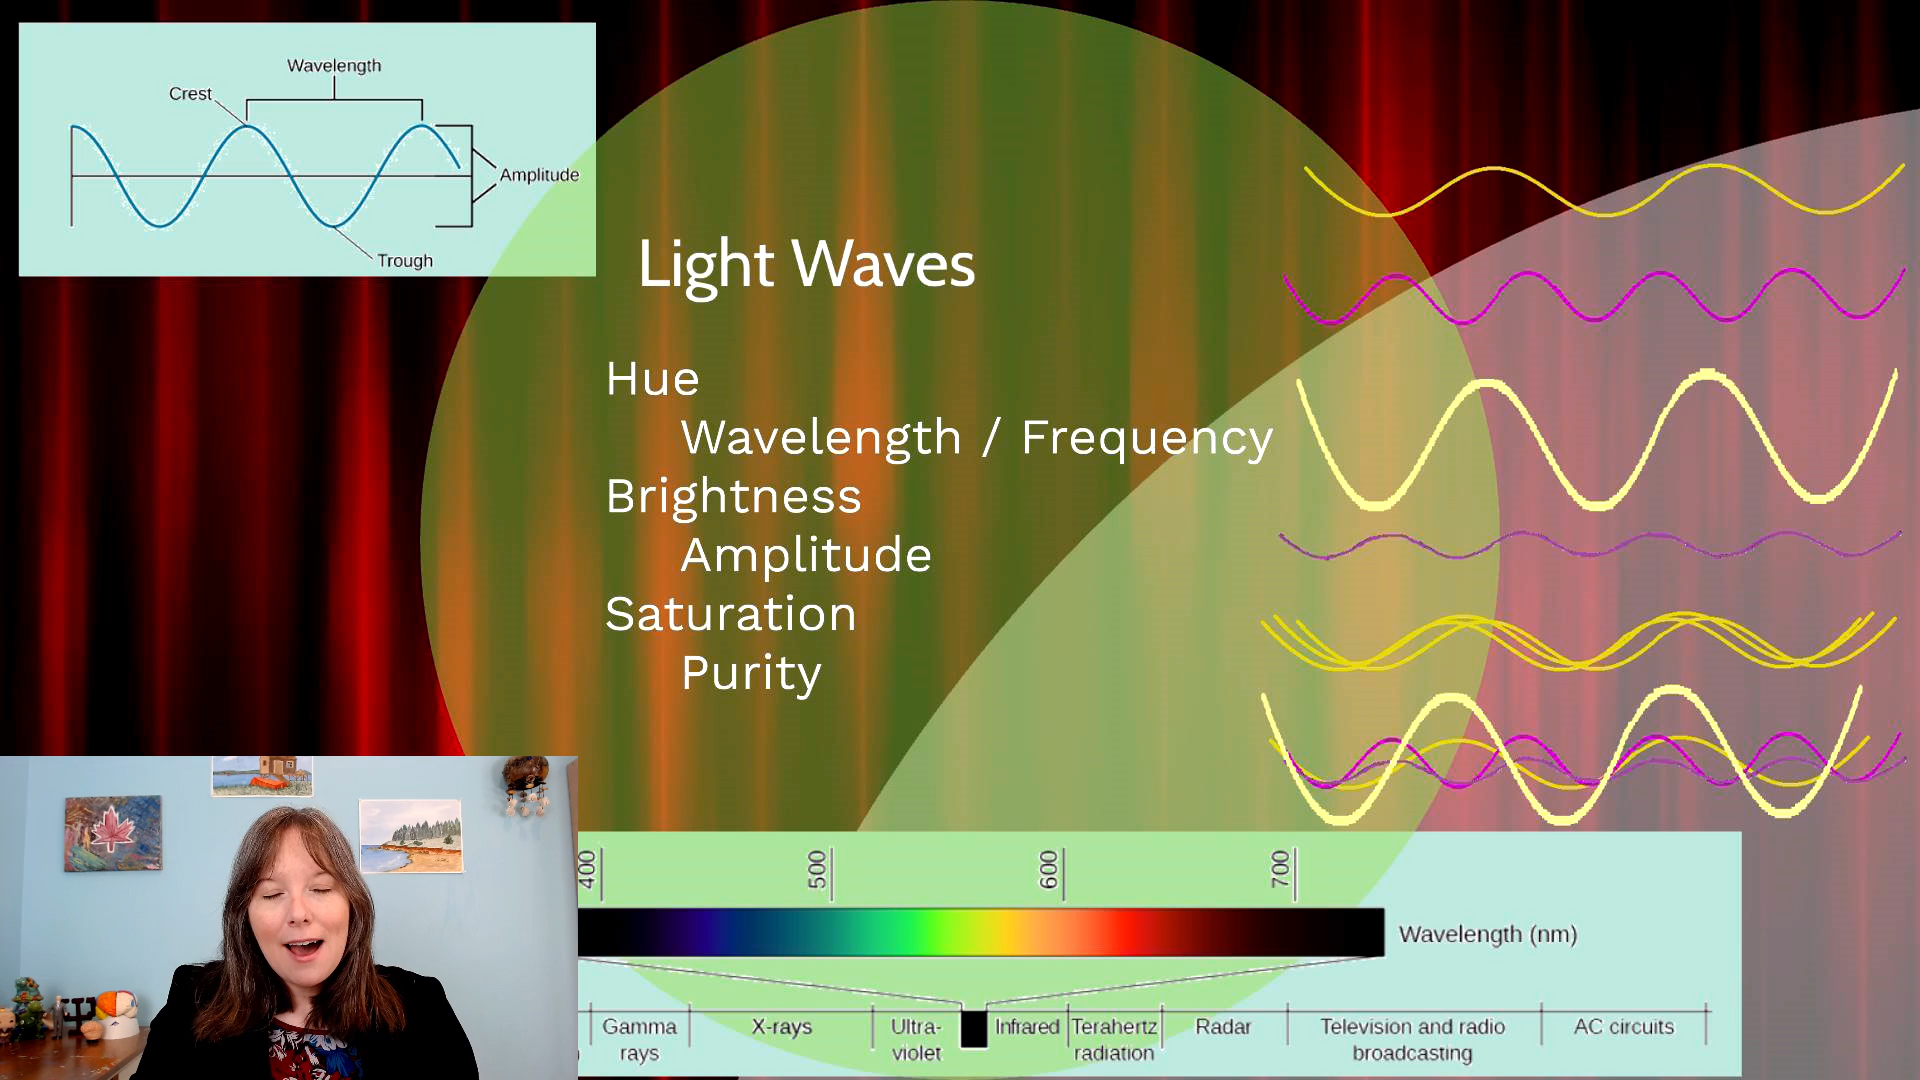 Wavelength
Crest
Amplitude
Trough
Light Waves
Hue
Wavelength / Frequency
Brightness
Amplitude
Saturation
Purity
400
500
600
700
Wavelength (nm)
Gamma
rays
X-rays
Ultra-
violet
Infrared
Terahertz
radiation
Radar
Television and radio
broadcasting
AC circuits